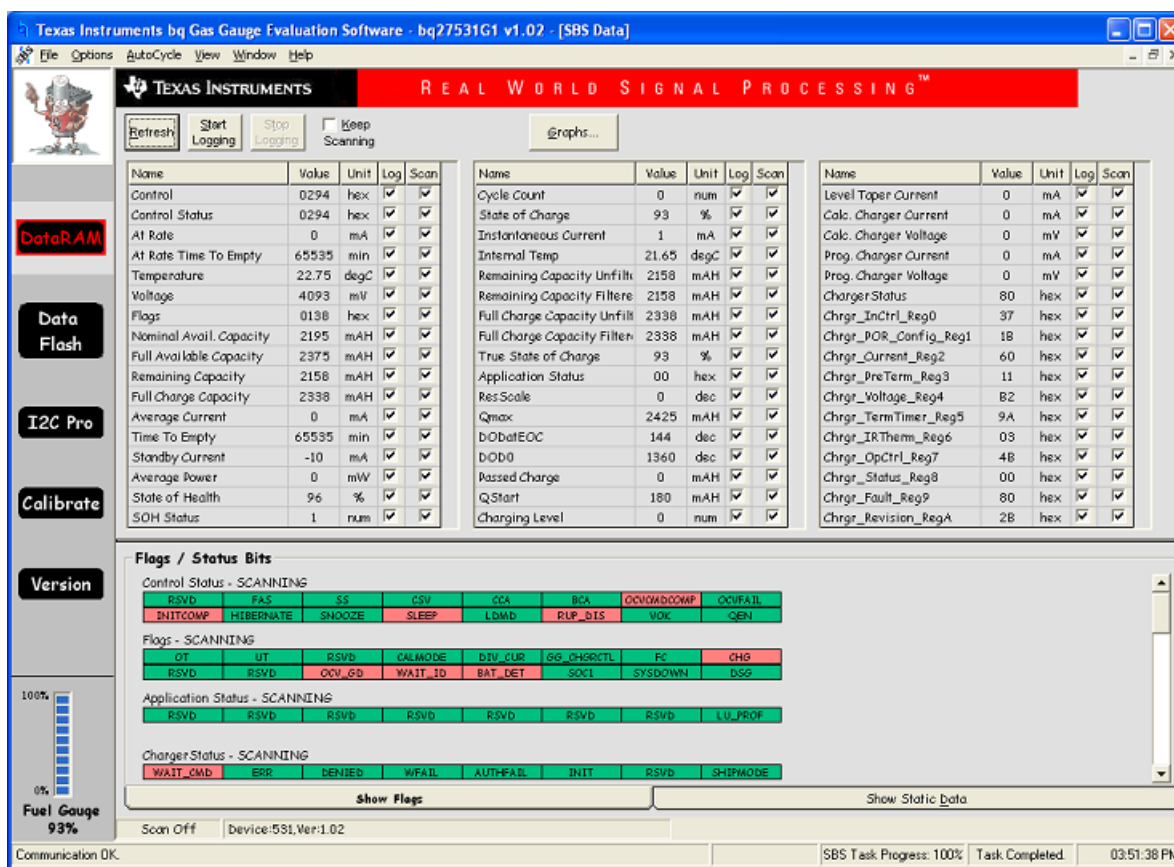 Texas Instruments bq Gas Gauge Evaluation Software - bq27531G1 v1.02 - [SBS Data]
File Options AutoCycle View Window Help
TEXAS INSTRUMENTS REAL WORLD SIGNAL PROCESSING™
Refresh Start Logging Stop Logging Keep Scanning Graphs...
DataRAM
Data Flash
I2C Pro
Calibrate
Version
100%
0%
Fuel Gauge
93%
Name Value Unit Log Scan
Control 0294 hex
Control Status 0294 hex
At Rate 0 mA
At Rate Time To Empty 65535 min
Temperature 22.75 degC
Voltage 4093 mV
Flags 0138 hex
Nominal Avail. Capacity 2195 mAH
Full Available Capacity 2375 mAH
Remaining Capacity 2158 mAH
Full Charge Capacity 2338 mAH
Average Current 0 mA
Time To Empty 65535 min
Standby Current -10 mA
Average Power 0 mW
State of Health 96 %
SOH Status 1 num
Name Value Unit Log Scan
Cycle Count 0 num
State of Charge 93 %
Instantaneous Current 1 mA
Internal Temp 21.65 degC
Remaining Capacity Unfilte 2158 mAH
Remaining Capacity Filtere 2158 mAH
Full Charge Capacity Unfilt 2338 mAH
Full Charge Capacity Filter 2338 mAH
True State of Charge 93 %
Application Status 00 hex
ResScale 0 dec
Qmax 2425 mAH
DODatEOC 144 dec
DOD0 1360 dec
Passed Charge 0 mAH
QStart 180 mAH
Charging Level 0 num
Name Value Unit Log Scan
Level Taper Current 0 mA
Calc. Charger Current 0 mA
Calc. Charger Voltage 0 mV
Prog. Charger Current 0 mA
Prog. Charger Voltage 0 mV
Charger Status 80 hex
Chrgr_InCtrl_Reg0 37 hex
Chrgr_POR_Config_Reg1 1B hex
Chrgr_Current_Reg2 60 hex
Chrgr_PreTerm_Reg3 11 hex
Chrgr_Voltage_Reg4 B2 hex
Chrgr_TermTimer_Reg5 9A hex
Chrgr_IRTherm_Reg6 03 hex
Chrgr_OpCtrl_Reg7 4B hex
Chrgr_Status_Reg8 00 hex
Chrgr_Fault_Reg9 80 hex
Chrgr_Revision_RegA 2B hex
Flags / Status Bits
Control Status - SCANNING
RSVD FAS SS CSV CCA BCA OCVCMDCOMP OCVFAIL
INITCOMP HIBERNATE SNOOZE SLEEP LDMD RUP_DIS VOK QEN
Flags - SCANNING
OT UT RSVD CALMODE DIV_CUR GG_CHGRCTL FC CHG
RSVD RSVD OCV_GD WAIT_ID BAT_DET SOC1 SYSDOWN DSG
Application Status - SCANNING
RSVD RSVD RSVD RSVD RSVD RSVD RSVD LU_PROF
Charger Status - SCANNING
WAIT_CMD ERR DENIED WFAIL AUTHFAIL INIT RSVD SHIPMODE
Show Flags Show Static Data
Scan Off Device:531,Ver:1.02
Communication OK. SBS Task Progress: 100% Task Completed. 03:51:38 PM